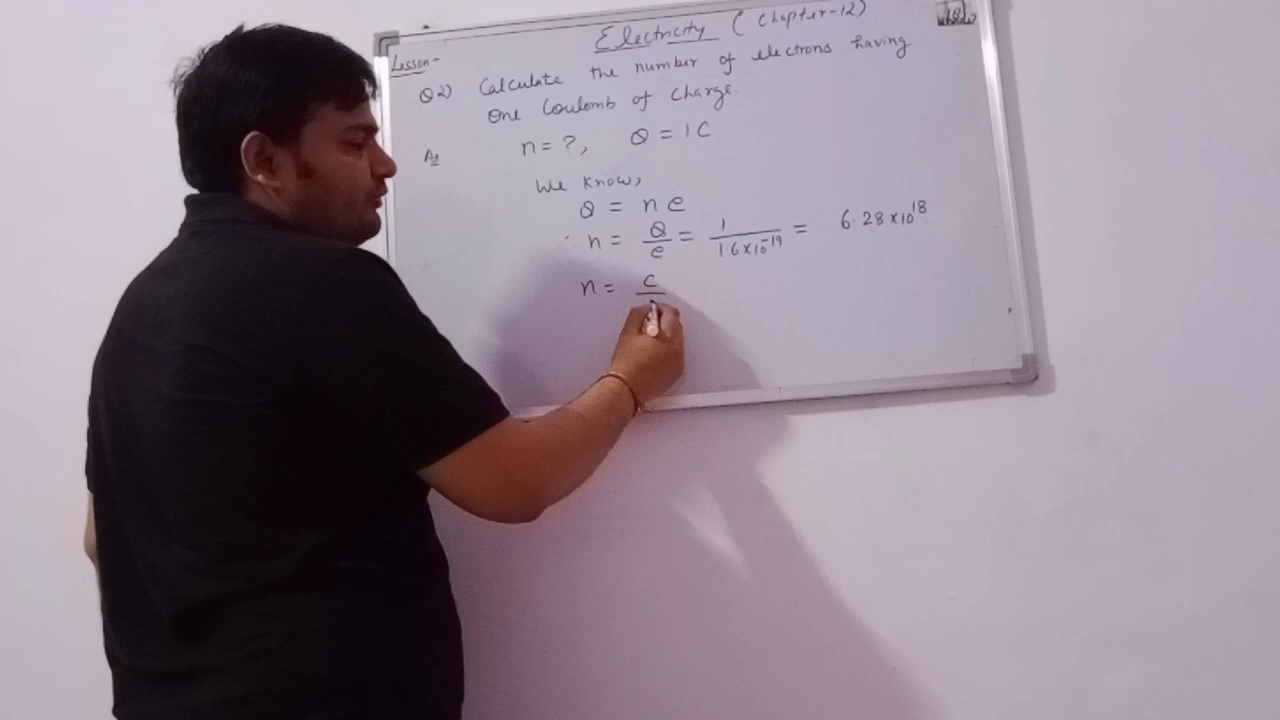 Electricity (Chapter-12)
Lesson-
Q2) Calculate the number of electrons having
One Coulomb of charge.
As n = ?, Q = 1C
We know,
Q = n e
n = Q/e = 1/1.6×10⁻¹⁹ = 6.28×10¹⁸
n = C/